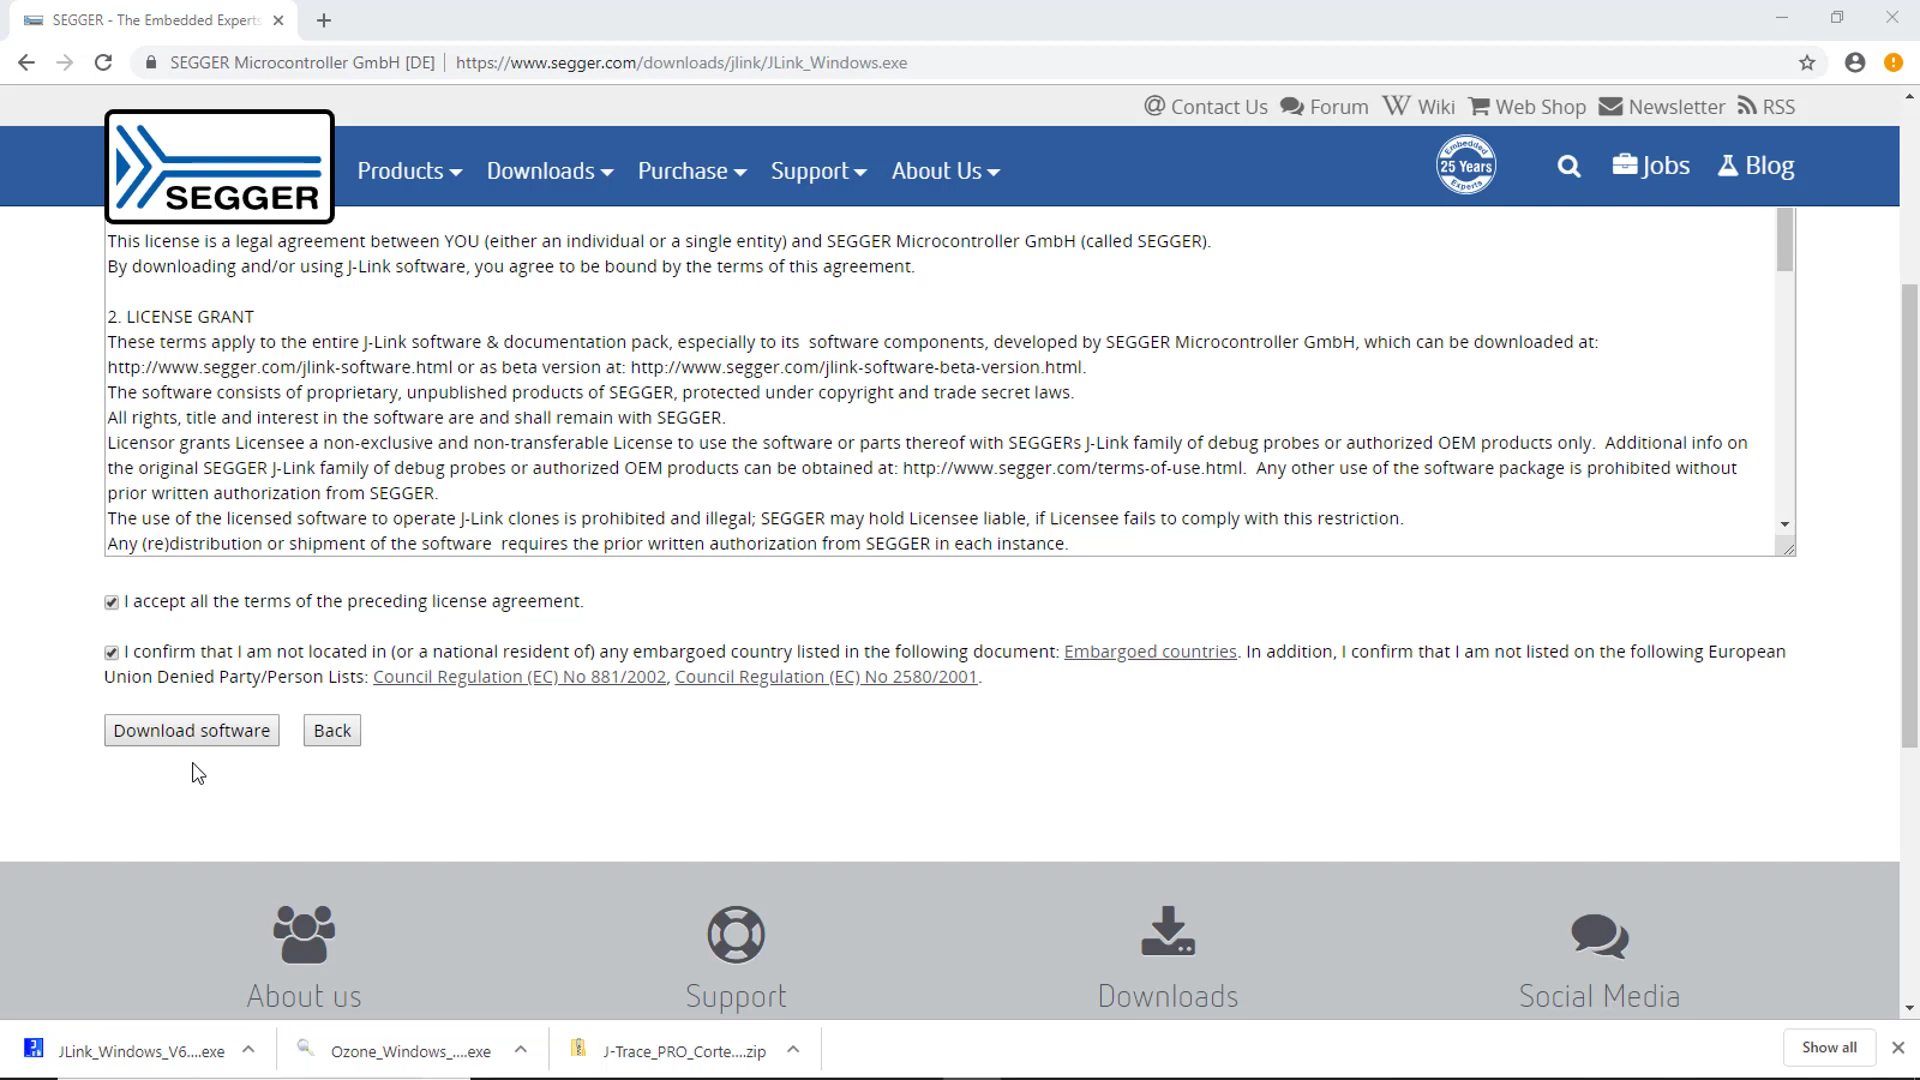 SEGGER - The Embedded Experts
SEGGER Microcontroller GmbH [DE] https://www.segger.com/downloads/jlink/JLink_Windows.exe
Contact Us Forum Wiki Web Shop Newsletter RSS
SEGGER
Products Downloads Purchase Support About Us
Embedded
25 Years
Experts
Jobs Blog
This license is a legal agreement between YOU (either an individual or a single entity) and SEGGER Microcontroller GmbH (called SEGGER).
By downloading and/or using J-Link software, you agree to be bound by the terms of this agreement.
2. LICENSE GRANT
These terms apply to the entire J-Link software & documentation pack, especially to its  software components, developed by SEGGER Microcontroller GmbH, which can be downloaded at:
http://www.segger.com/jlink-software.html or as beta version at: http://www.segger.com/jlink-software-beta-version.html.
The software consists of proprietary, unpublished products of SEGGER, protected under copyright and trade secret laws.
All rights, title and interest in the software are and shall remain with SEGGER.
Licensor grants Licensee a non-exclusive and non-transferable License to use the software or parts thereof with SEGGERs J-Link family of debug probes or authorized OEM products only.  Additional info on
the original SEGGER J-Link family of debug probes or authorized OEM products can be obtained at: http://www.segger.com/terms-of-use.html.  Any other use of the software package is prohibited without
prior written authorization from SEGGER.
The use of the licensed software to operate J-Link clones is prohibited and illegal; SEGGER may hold Licensee liable, if Licensee fails to comply with this restriction.
Any (re)distribution or shipment of the software  requires the prior written authorization from SEGGER in each instance.
I accept all the terms of the preceding license agreement.
I confirm that I am not located in (or a national resident of) any embargoed country listed in the following document: Embargoed countries. In addition, I confirm that I am not listed on the following European
Union Denied Party/Person Lists: Council Regulation (EC) No 881/2002, Council Regulation (EC) No 2580/2001.
Download software Back
About us Support Downloads Social Media
JLink_Windows_V6....exe Ozone_Windows_....exe J-Trace_PRO_Corte....zip Show all